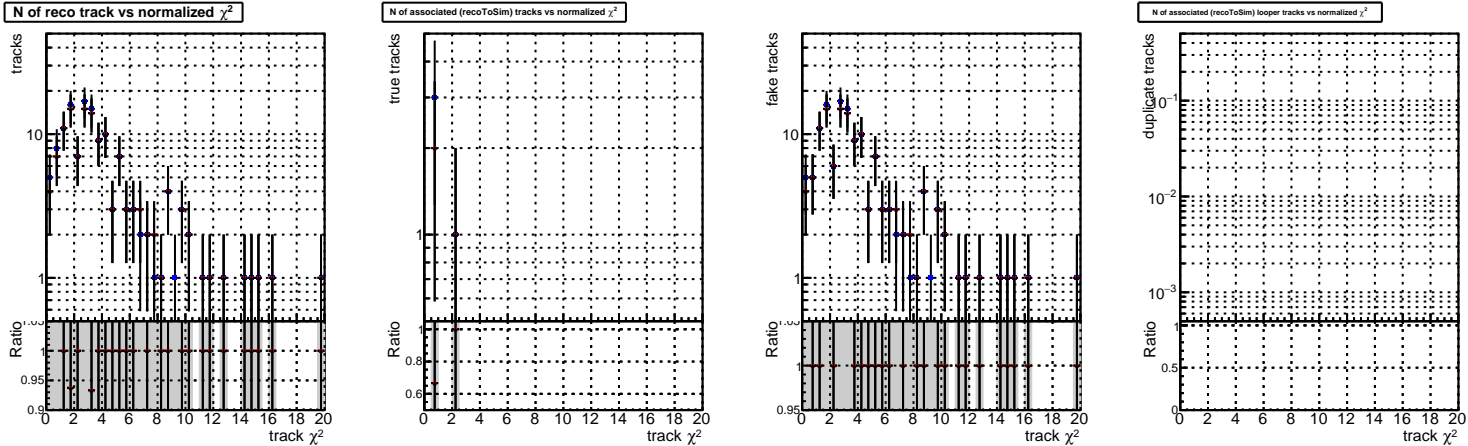 N of reco track vs normalized χ²
tracks
10
1
Ratio
1.05
1
0.95
0.9
0 2 4 6 8 10 12 14 16 18 20
track χ²
N of associated (recoToSim) tracks vs normalized χ²
true tracks
1
Ratio
1
0.8
0.6
0 2 4 6 8 10 12 14 16 18 20
track χ²
fake tracks
10
1
Ratio
1.05
1
0.95
0 2 4 6 8 10 12 14 16 18 20
track χ²
N of associated (recoToSim) looper tracks vs normalized χ²
duplicate tracks
10⁻¹
10⁻²
10⁻³
Ratio
1
0.5
0
0 2 4 6 8 10 12 14 16 18 20
track χ²